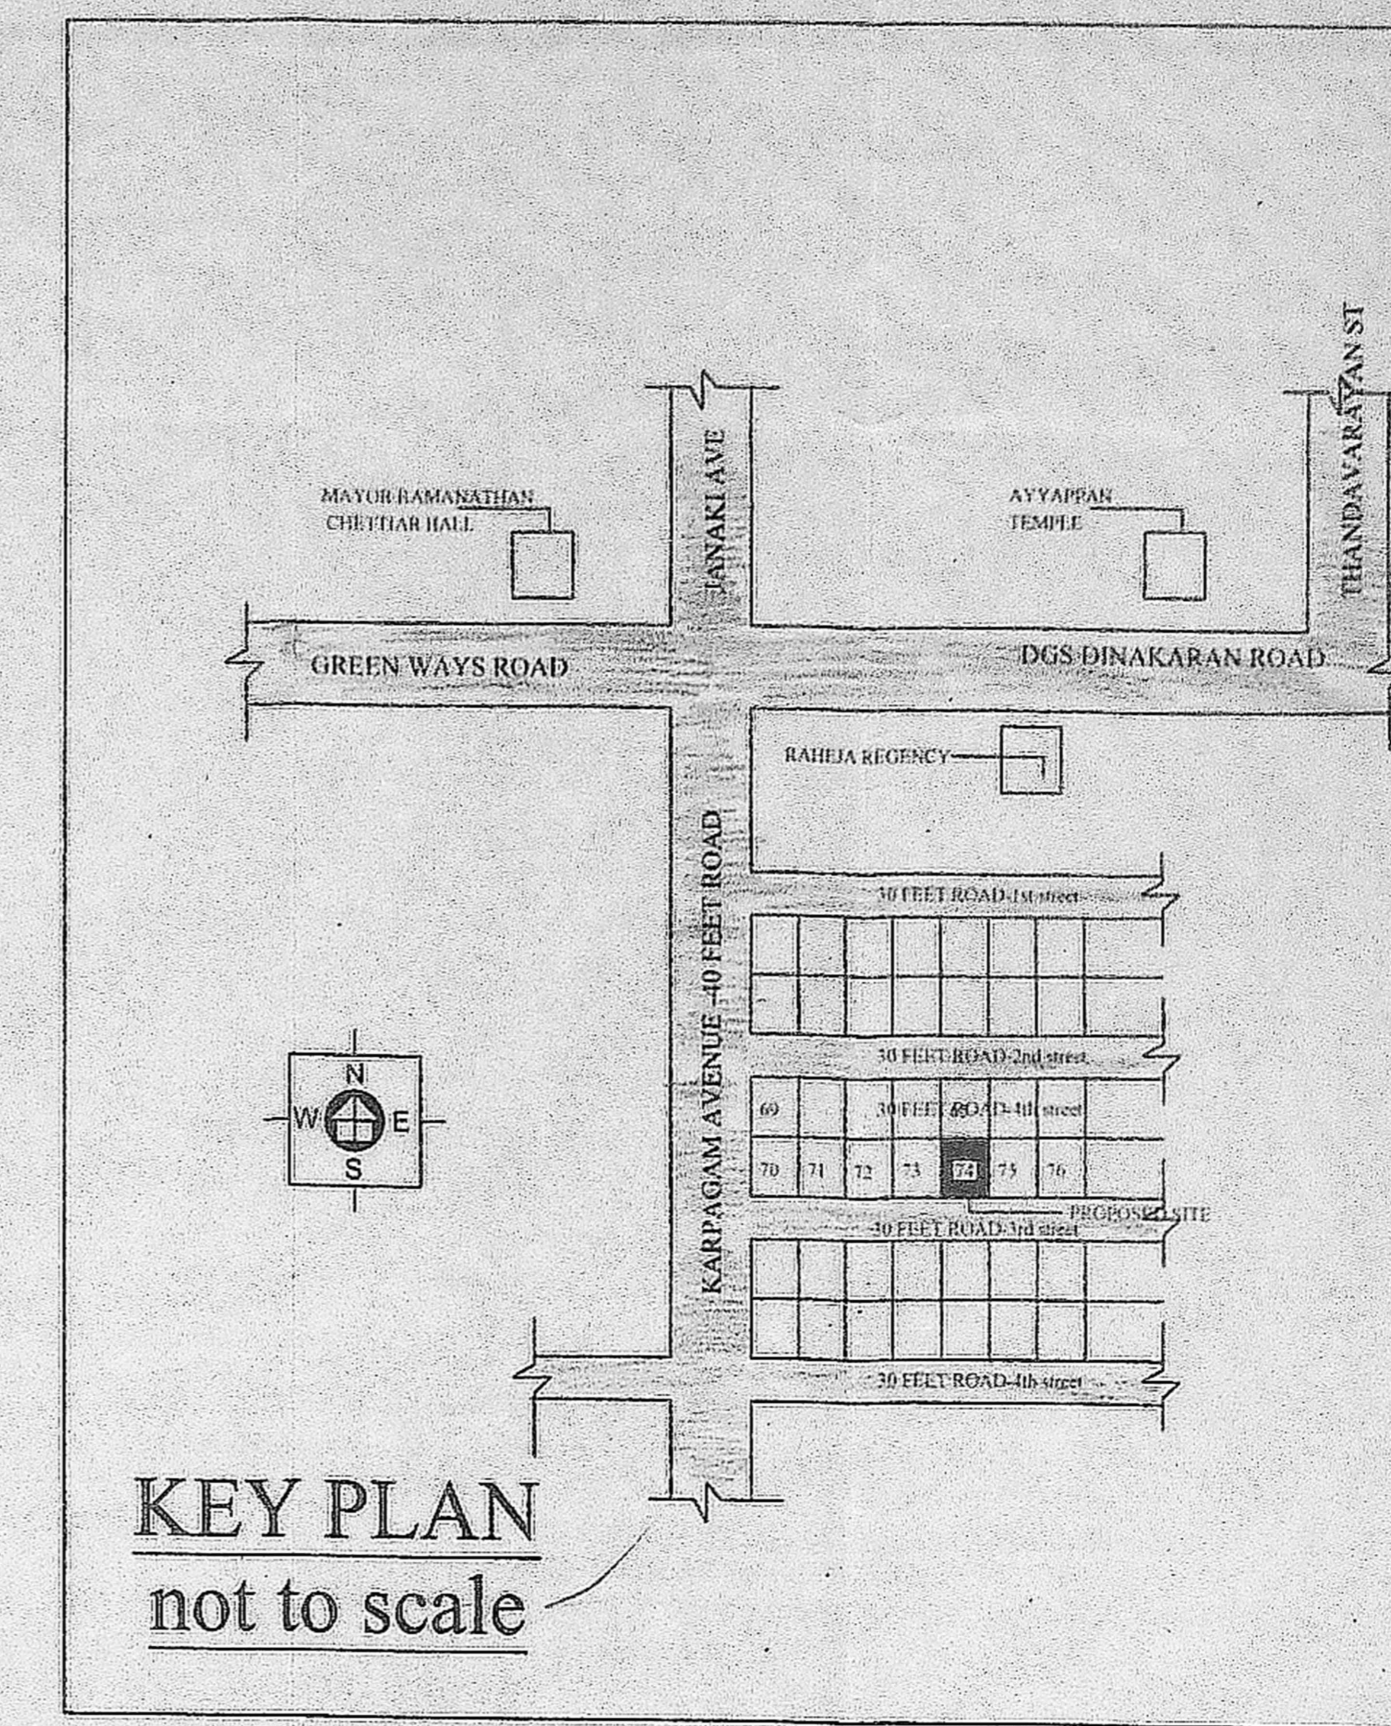 THANDAVARAYAN ST
JANAKI AVE
MAYOR RAMANATHAN
CHETTIAR HALL
AYYAPPAN
TEMPLE
GREEN WAYS ROAD
DGS DINAKARAN ROAD
RAHEJA REGENCY
KARPAGAM AVENUE -40 FEET ROAD
30 FEET ROAD-1st street
30 FEET ROAD-2nd street
69
30 FEET ROAD-4th street
70 71 72 73 74 75 76
PROPOSED SITE
30 FEET ROAD-3rd street
30 FEET ROAD-4th street
N
W E
S
KEY PLAN
not to scale